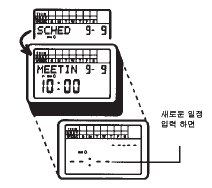 SCHED 9- 9
MEETIN 9- 9
10:00
새로운 일정
입력 하면
- - : - -